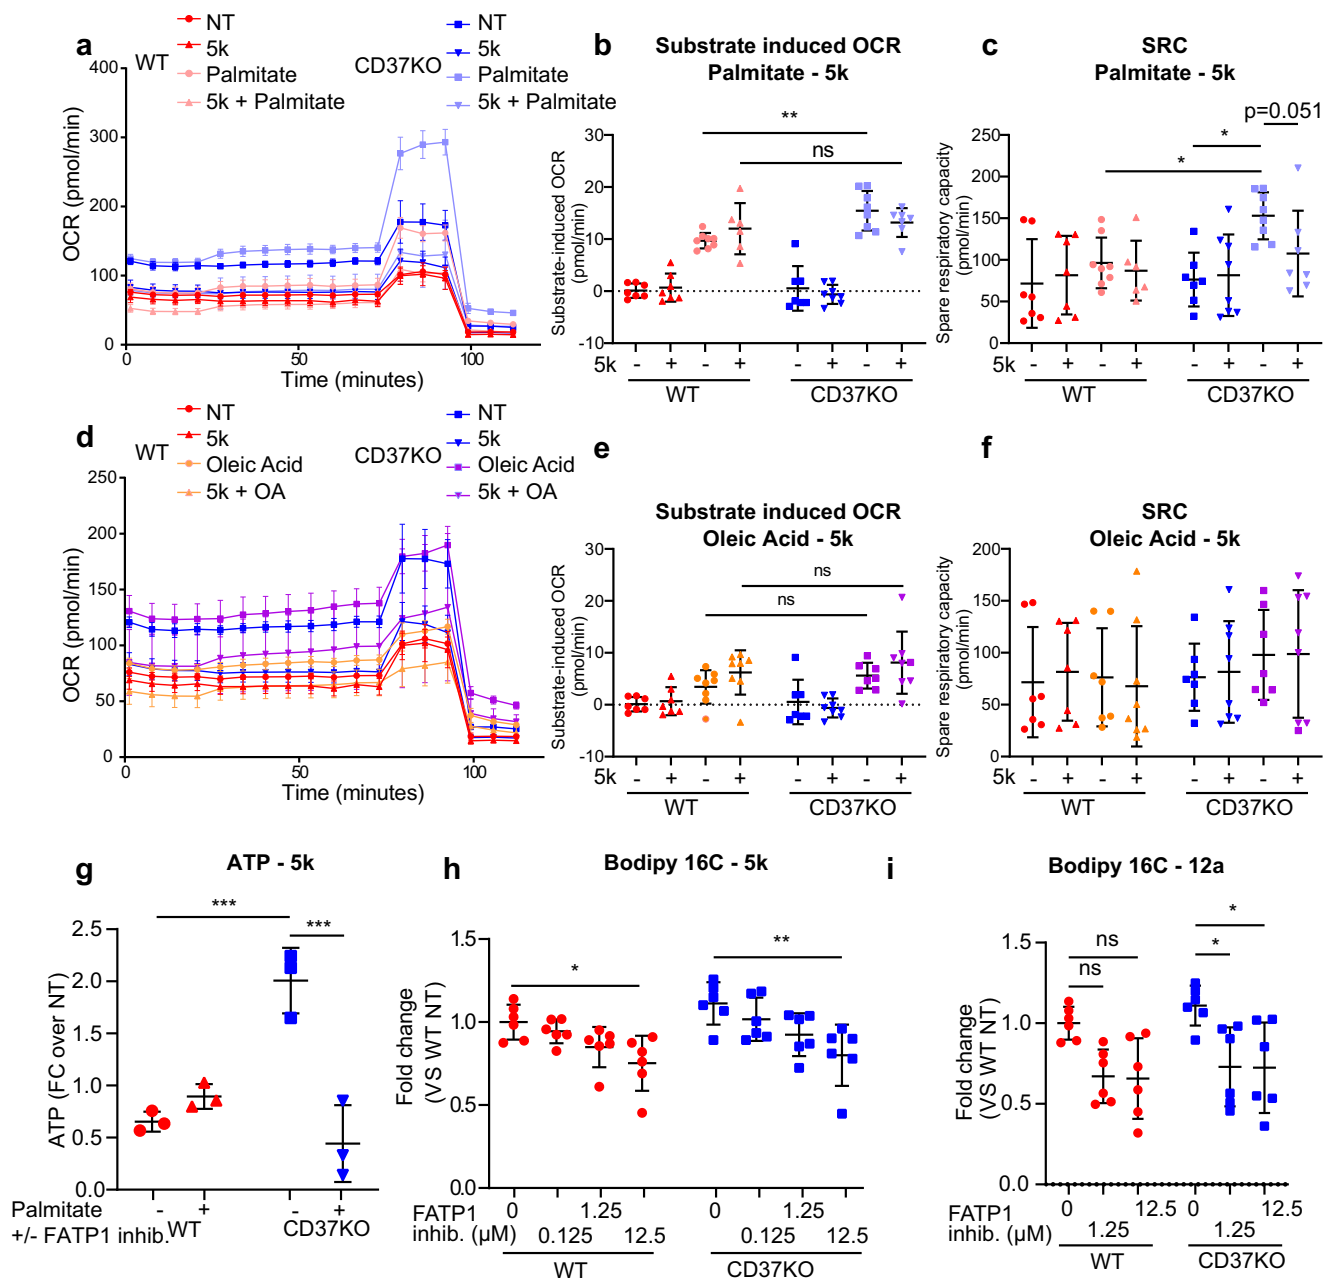 a
WT
NT
5k
Palmitate
5k + Palmitate
CD37KO
NT
5k
Palmitate
5k + Palmitate
OCR (pmol/min)
400
300
200
100
0
0 50 100
Time (minutes)
b
Substrate induced OCR
Palmitate - 5k
**
ns
Substrate-induced OCR
(pmol/min)
30
20
10
0
-10
5k - + - + - + - +
WT CD37KO
c
SRC
Palmitate - 5k
p=0.051
*
*
Spare respiratory capacity
(pmol/min)
250
200
150
100
50
0
5k - + - + - + - +
WT CD37KO
d
WT
NT
5k
Oleic Acid
5k + OA
CD37KO
NT
5k
Oleic Acid
5k + OA
OCR (pmol/min)
250
200
150
100
50
0
0 50 100
Time (minutes)
e
Substrate induced OCR
Oleic Acid - 5k
ns
ns
Substrate-induced OCR
(pmol/min)
30
20
10
0
-10
5k - + - + - + - +
WT CD37KO
f
SRC
Oleic Acid - 5k
Spare respiratory capacity
(pmol/min)
200
150
100
50
0
5k - + - + - + - +
WT CD37KO
g
ATP - 5k
***
***
ATP (FC over NT)
2.5
2.0
1.5
1.0
0.5
0.0
Palmitate - + - +
+/- FATP1 inhib. WT CD37KO
h
Bodipy 16C - 5k
*
**
Fold change
(VS WT NT)
1.5
1.0
0.5
0.0
FATP1 0 1.25 0 1.25
inhib. (μM) 0.125 12.5 0.125 12.5
WT CD37KO
i
Bodipy 16C - 12a
ns
ns
*
*
Fold change
(VS WT NT)
1.5
1.0
0.5
0.0
FATP1 0 12.5 0 12.5
inhib. (μM) 1.25 1.25
WT CD37KO